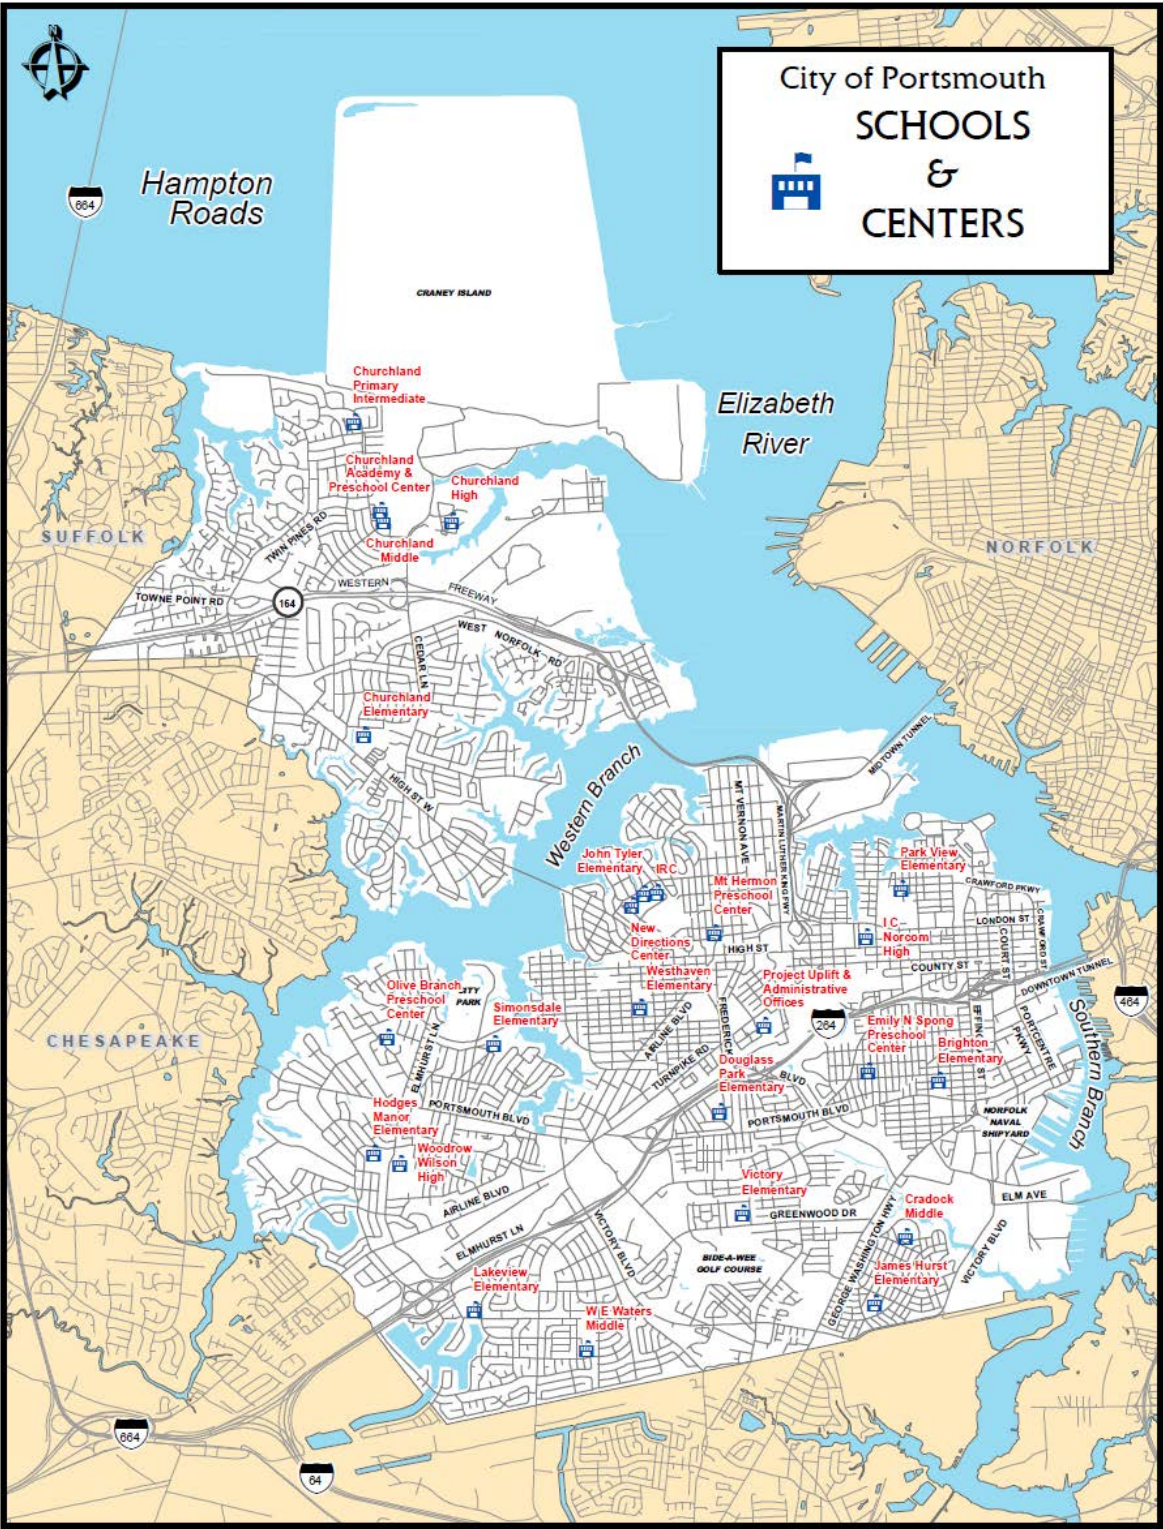 N
City of Portsmouth
SCHOOLS
&
CENTERS
664
Hampton
Roads
CRANEY ISLAND
Churchland
Primary
Intermediate
Elizabeth
River
Churchland
Academy &
Preschool Center
Churchland
High
SUFFOLK
TWIN PINES RD
Churchland
Middle
NORFOLK
WESTERN
FREEWAY
TOWNE POINT RD
164
WEST NORFOLK RD
CEDAR LN
Churchland
Elementary
MIDTOWN TUNNEL
HIGH ST W
Western Branch
MT VERNON AVE
MARTIN LUTHER KING FWY
John Tyler
Elementary
IRC
Park View
Elementary
Mt Hermon
Preschool
Center
CRAWFORD PKWY
LONDON ST
CRAWFORD ST
COURT ST
I C
Norcom
High
New
Directions
Center
HIGH ST
COUNTY ST
DOWNTOWN TUNNEL
Westhaven
Elementary
Project Uplift &
Administrative
Offices
Olive Branch
Preschool
Center
CITY
PARK
Simonsdale
Elementary
464
264
AIRLINE BLVD
FREDERICK
BLVD
TURNPIKE RD
Emily N Spong
Preschool
Center
Brighton
Elementary
EFFINGHAM ST
PORTCENTRE
PKWY
Southern Branch
CHESAPEAKE
ELMHURST LN
Douglass
Park
Elementary
Hodges
Manor
Elementary
PORTSMOUTH BLVD
PORTSMOUTH BLVD
NORFOLK
NAVAL
SHIPYARD
Woodrow
Wilson
High
Victory
Elementary
AIRLINE BLVD
GREENWOOD DR
Cradock
Middle
ELM AVE
ELMHURST LN
VICTORY BLVD
BIDE-A-WEE
GOLF COURSE
GEORGE WASHINGTON HWY
VICTORY BLVD
James Hurst
Elementary
Lakeview
Elementary
W E Waters
Middle
664
64